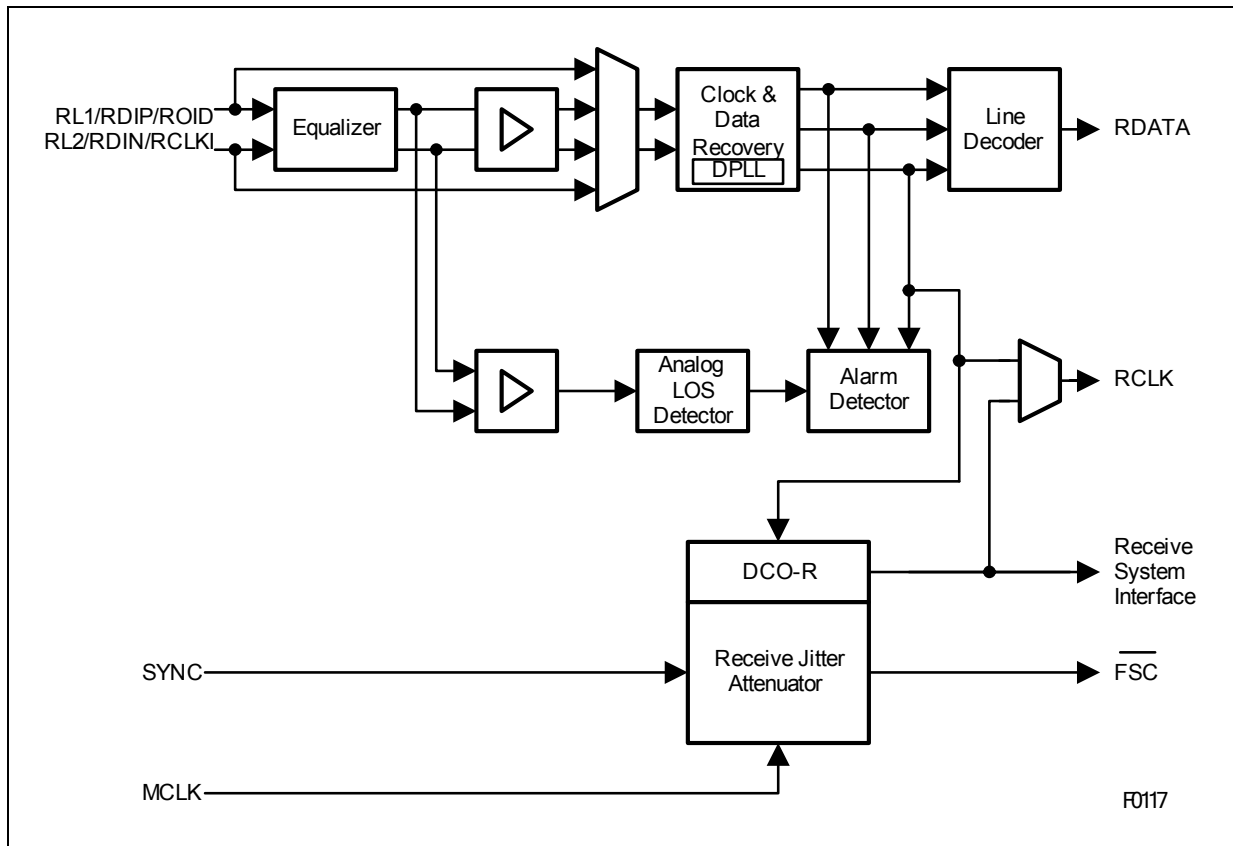 RL1/RDIP/ROID
RL2/RDIN/RCLKI
Equalizer
Clock &
Data
Recovery
DPLL
Line
Decoder
RDATA
Analog
LOS
Detector
Alarm
Detector
RCLK
DCO-R
Receive
System
Interface
SYNC
Receive Jitter
Attenuator
FSC
MCLK
F0117